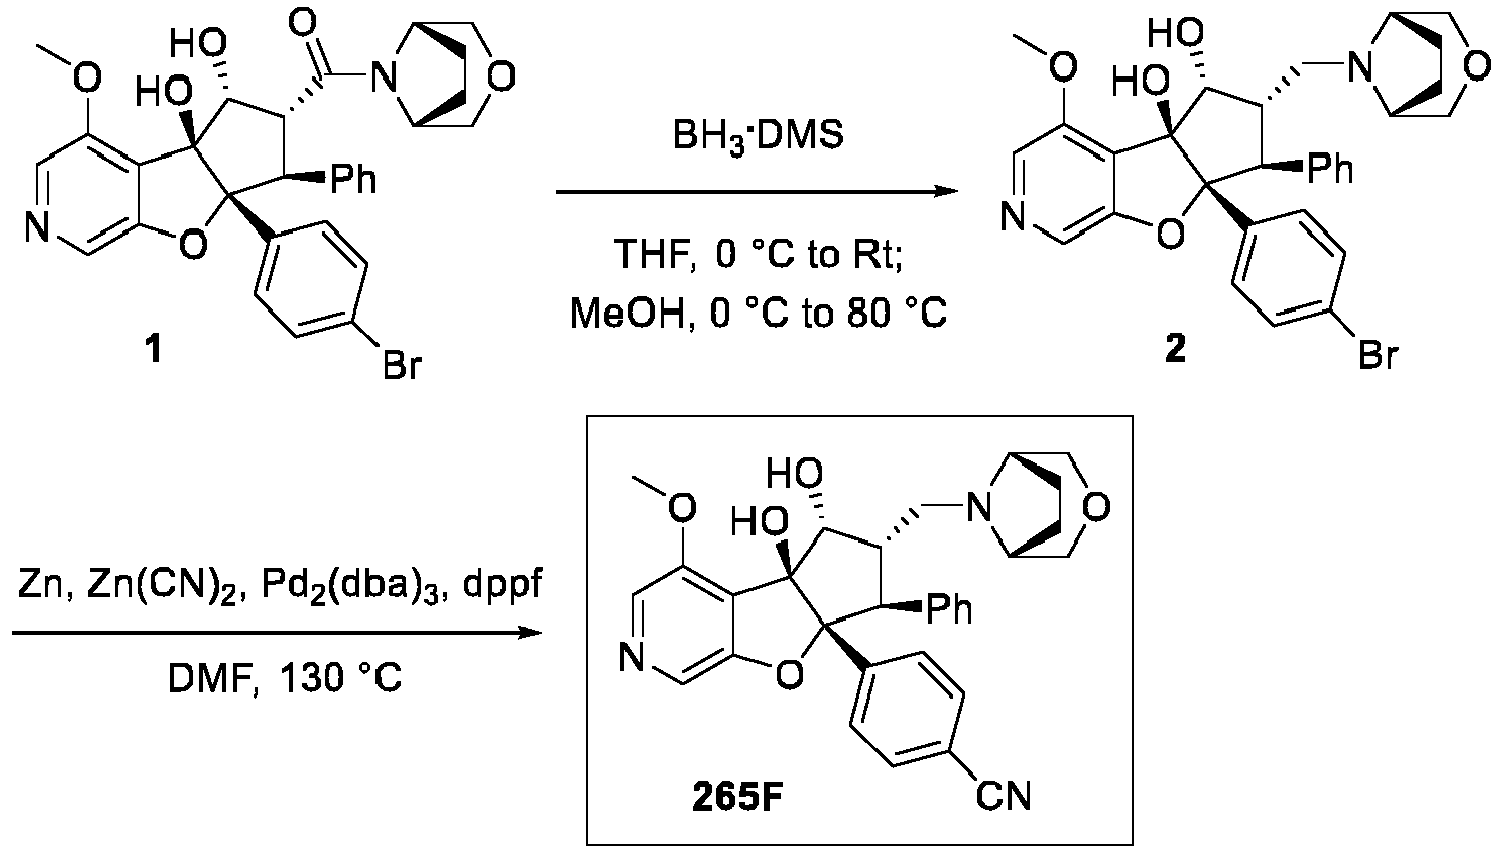 O
HO
O
HO
N
O
Ph
N
O
Br
1
BH3·DMS
THF, 0 °C to Rt;
MeOH, 0 °C to 80 °C
HO
O
HO
N
O
Ph
N
O
Br
2
Zn, Zn(CN)2, Pd2(dba)3, dppf
DMF, 130 °C
HO
O
HO
N
O
Ph
N
O
CN
265F